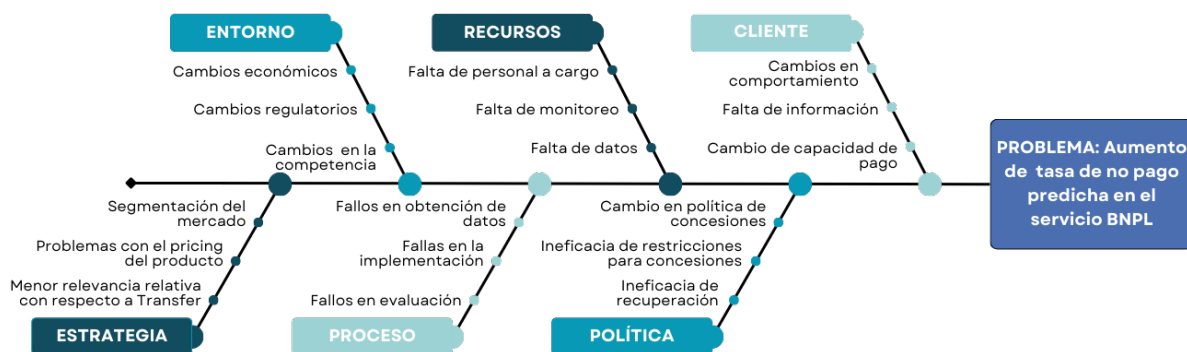 ENTORNO
Cambios económicos
Cambios regulatorios
Cambios en la
competencia
RECURSOS
Falta de personal a cargo
Falta de monitoreo
Falta de datos
CLIENTE
Cambios en
comportamiento
Falta de información
Cambio de capacidad de
pago
PROBLEMA: Aumento
de tasa de no pago
predicha en el
servicio BNPL
Segmentación del
mercado
Problemas con el pricing
del producto
Menor relevancia relativa
con respecto a Transfer
ESTRATEGIA
Fallos en obtención de
datos
Fallas en la
implementación
Fallos en evaluación
PROCESO
Cambio en política de
concesiones
Ineficacia de restricciones
para concesiones
Ineficacia de
recuperación
POLÍTICA